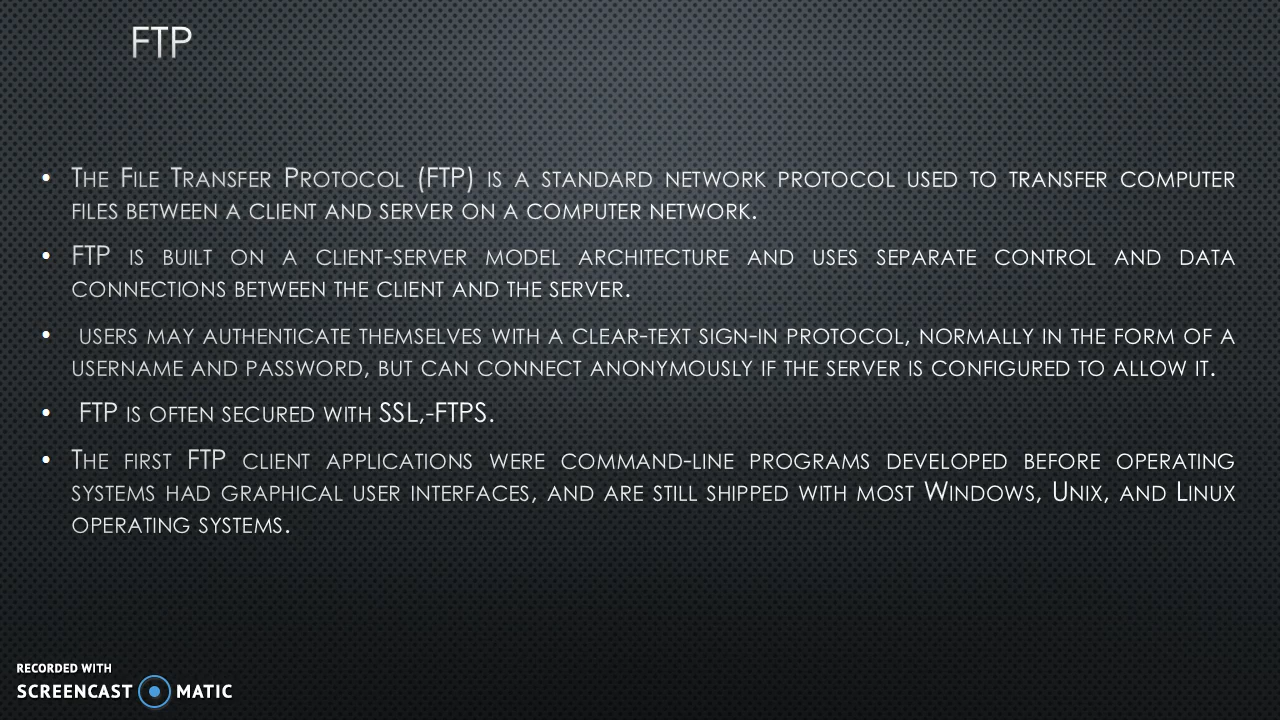 FTP
• The File Transfer Protocol (FTP) is a standard network protocol used to transfer computer
files between a client and server on a computer network.
• FTP is built on a client-server model architecture and uses separate control and data
connections between the client and the server.
• users may authenticate themselves with a clear-text sign-in protocol, normally in the form of a
username and password, but can connect anonymously if the server is configured to allow it.
• FTP is often secured with SSL,-FTPS.
• The first FTP client applications were command-line programs developed before operating
systems had graphical user interfaces, and are still shipped with most Windows, Unix, and Linux
operating systems.
RECORDED WITH
SCREENCAST MATIC